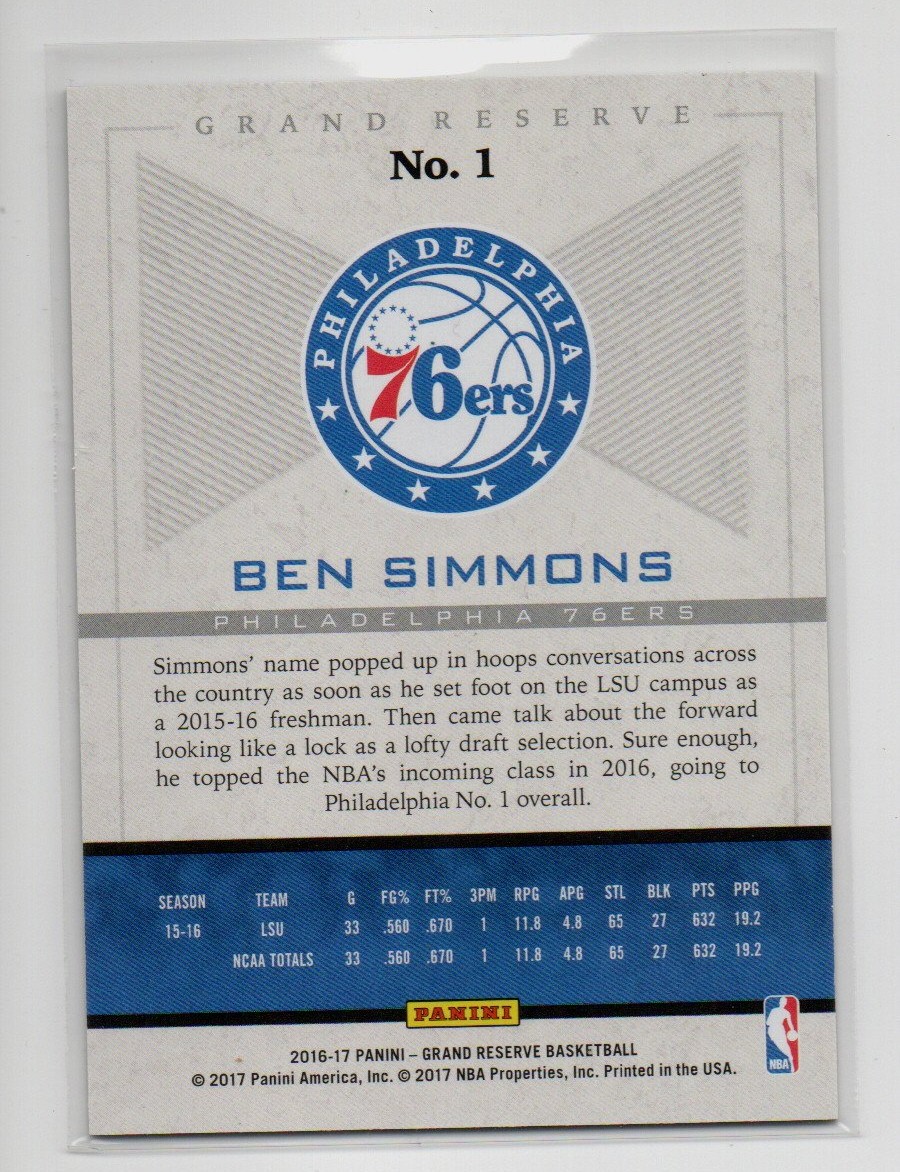 GRAND RESERVE
No. 1
PHILADELPHIA
76ers
BEN SIMMONS
PHILADELPHIA 76ERS
Simmons' name popped up in hoops conversations across
the country as soon as he set foot on the LSU campus as
a 2015-16 freshman. Then came talk about the forward
looking like a lock as a lofty draft selection. Sure enough,
he topped the NBA's incoming class in 2016, going to
Philadelphia No. 1 overall.
SEASON TEAM G FG% FT% 3PM RPG APG STL BLK PTS PPG
15-16 LSU 33 .560 .670 1 11.8 4.8 65 27 632 19.2
NCAA TOTALS 33 .560 .670 1 11.8 4.8 65 27 632 19.2
PANINI
NBA
2016-17 PANINI – GRAND RESERVE BASKETBALL
© 2017 Panini America, Inc. © 2017 NBA Properties, Inc. Printed in the USA.